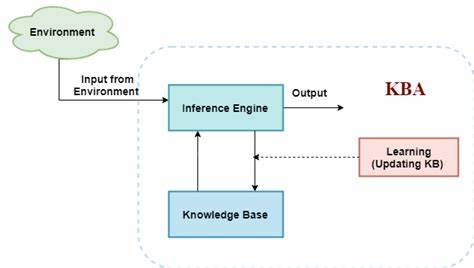 Environment
Input from
Environment
Inference Engine
Output
KBA
Learning
(Updating KB)
Knowledge Base